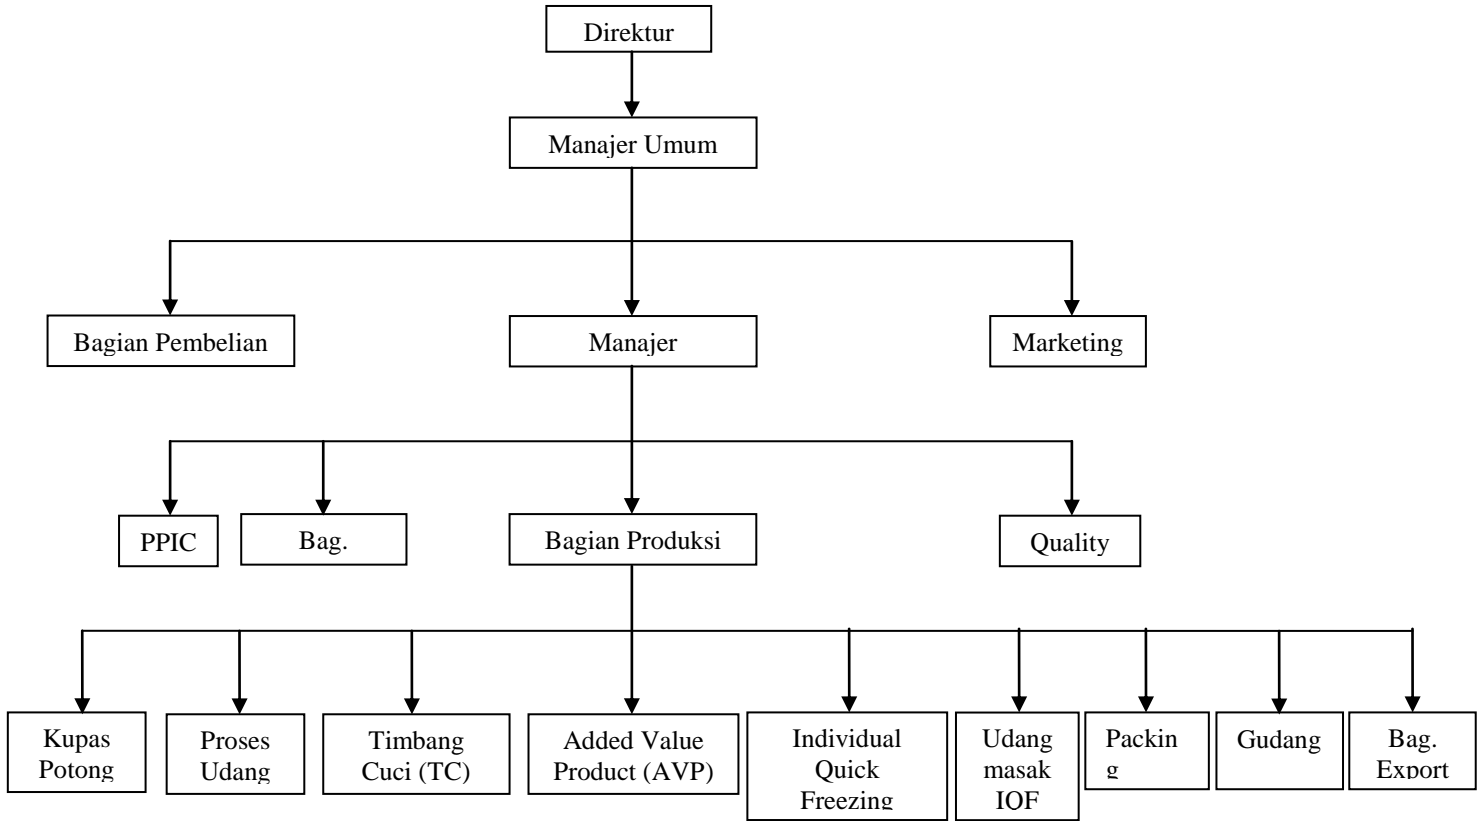 Direktur
Manajer Umum
Bagian Pembelian
Manajer
Marketing
PPIC
Bag.
Bagian Produksi
Quality
Kupas
Potong
Proses
Udang
Timbang
Cuci (TC)
Added Value
Product (AVP)
Individual
Quick
Freezing
Udang
masak
IQF
Packin
g
Gudang
Bag.
Export